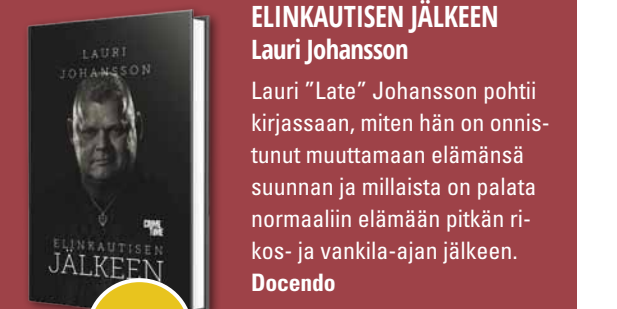 LAURI
JOHANSSON
CRIME
TIME
ELINKAUTISEN
JÄLKEEN
ELINKAUTISEN JÄLKEEN
Lauri Johansson
Lauri ”Late” Johansson pohtii
kirjassaan, miten hän on onnis-
tunut muuttamaan elämänsä
suunnan ja millaista on palata
normaaliin elämään pitkän ri-
kos- ja vankila-ajan jälkeen.
Docendo